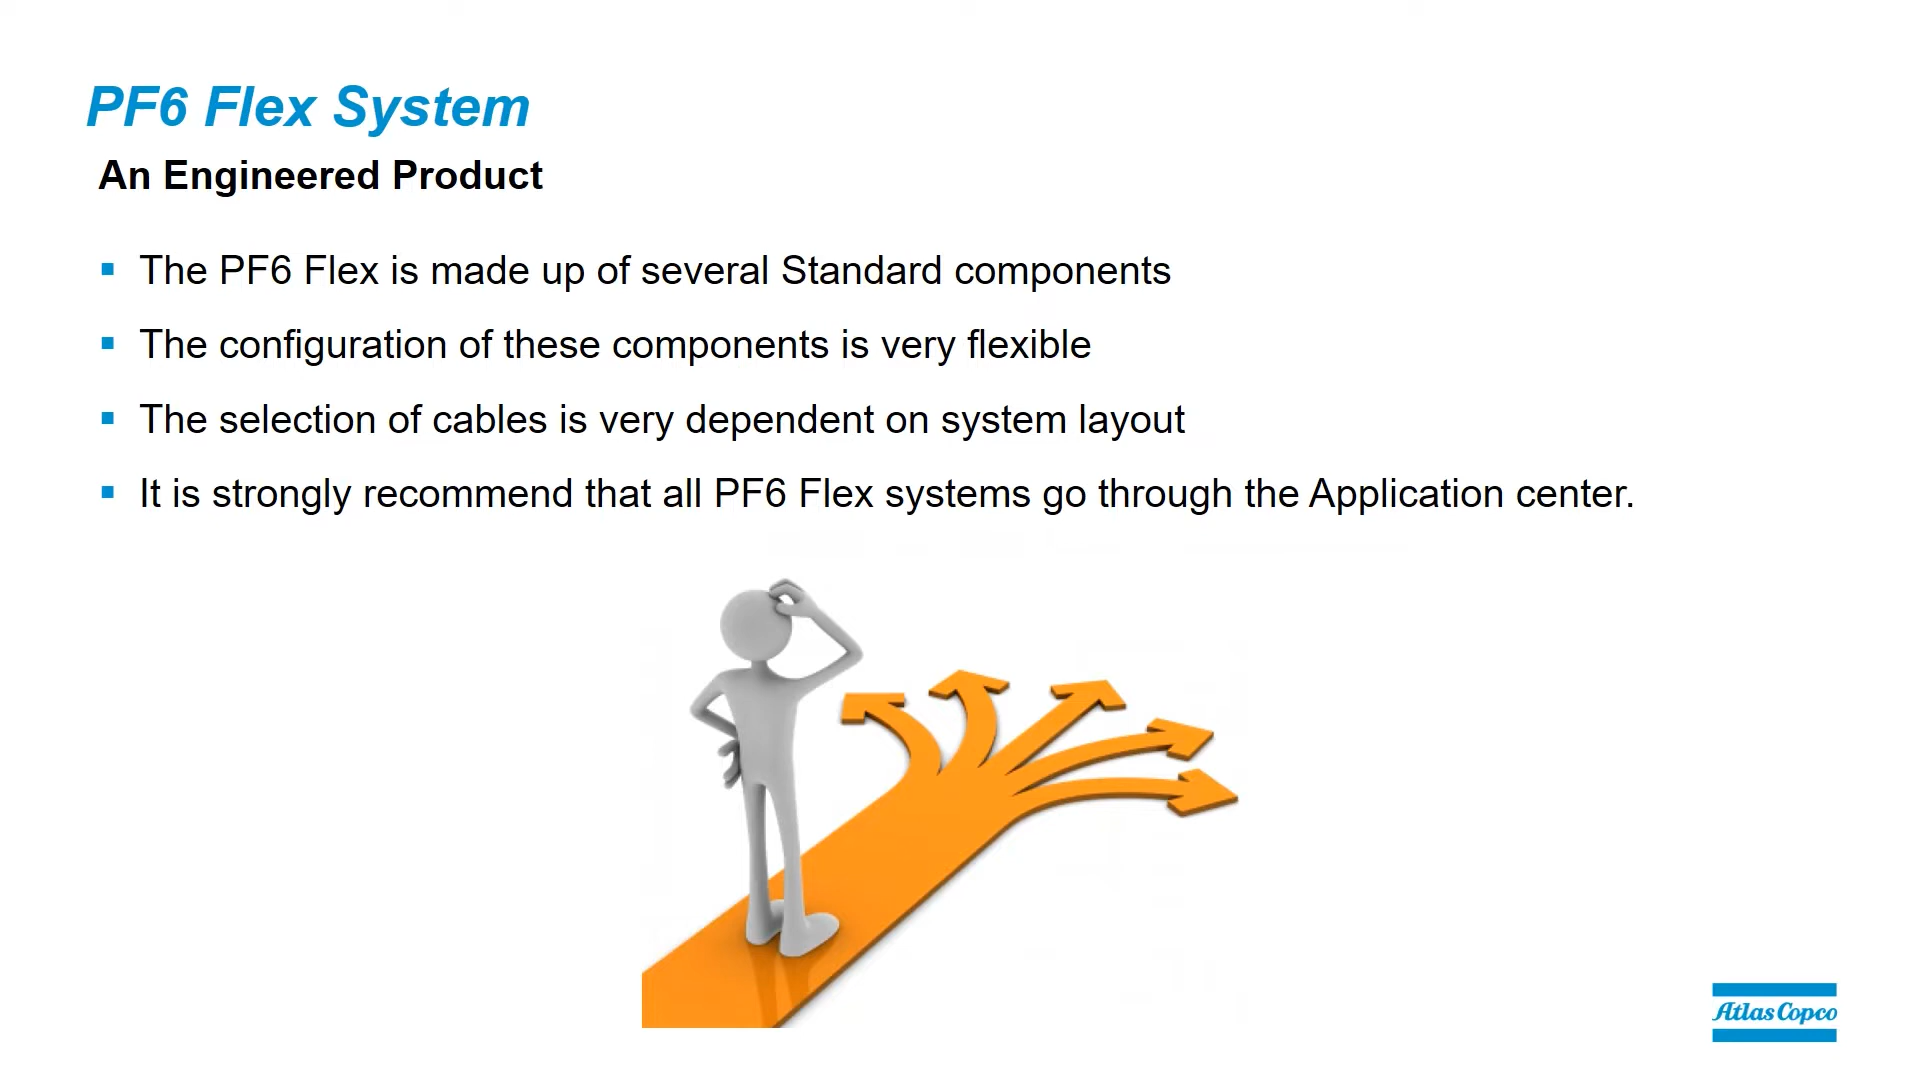 PF6 Flex System
An Engineered Product
The PF6 Flex is made up of several Standard components
The configuration of these components is very flexible
The selection of cables is very dependent on system layout
It is strongly recommend that all PF6 Flex systems go through the Application center.
Atlas Copco